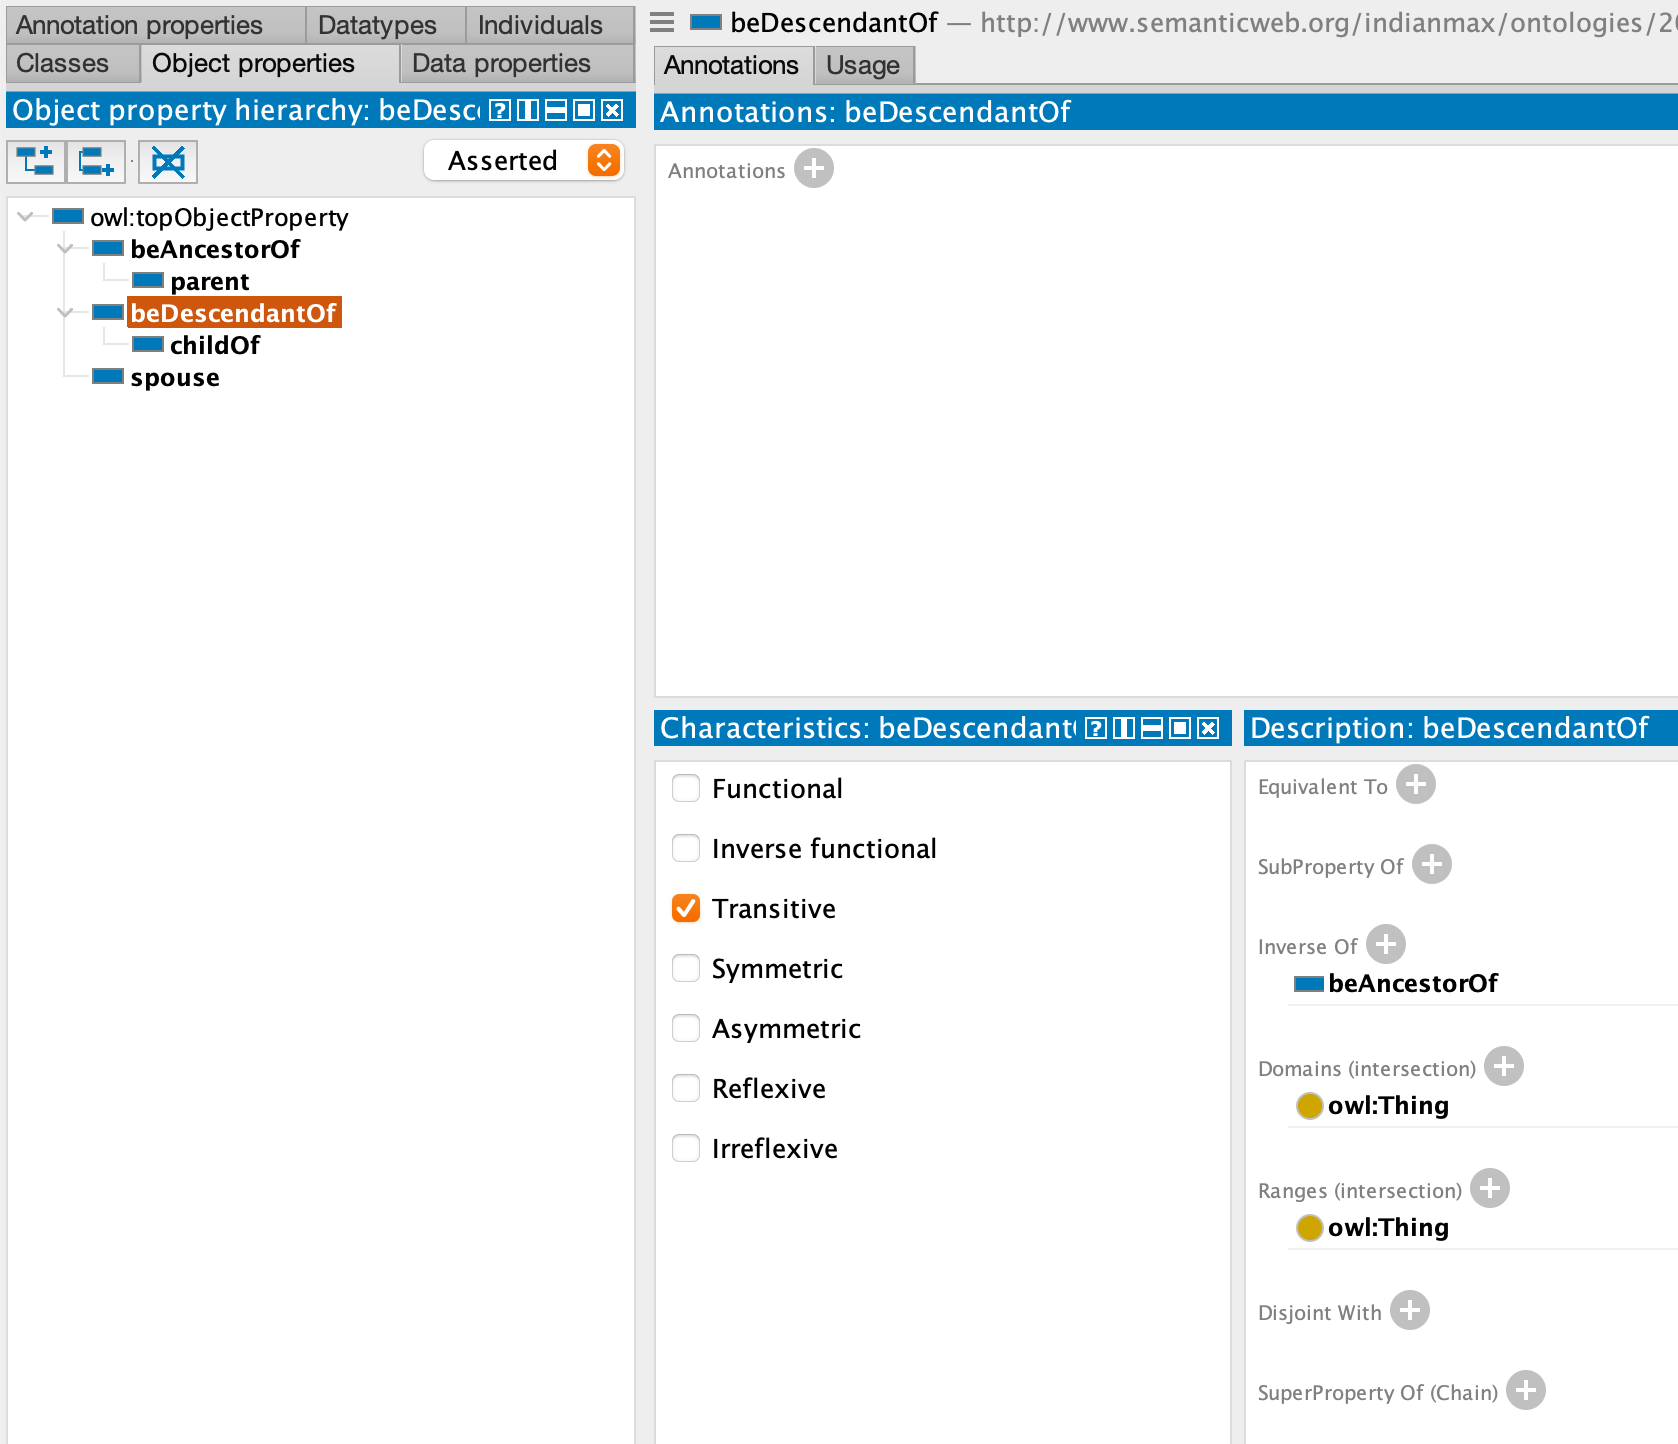 Annotation properties
Datatypes
Individuals
Classes
Object properties
Data properties
Object property hierarchy: beDesc
Asserted
owl:topObjectProperty
beAncestorOf
parent
beDescendantOf
childOf
spouse
beDescendantOf — http://www.semanticweb.org/indianmax/ontologies/20
Annotations
Usage
Annotations: beDescendantOf
Annotations
Characteristics: beDescendant
Functional
Inverse functional
Transitive
Symmetric
Asymmetric
Reflexive
Irreflexive
Description: beDescendantOf
Equivalent To
SubProperty Of
Inverse Of
beAncestorOf
Domains (intersection)
owl:Thing
Ranges (intersection)
owl:Thing
Disjoint With
SuperProperty Of (Chain)